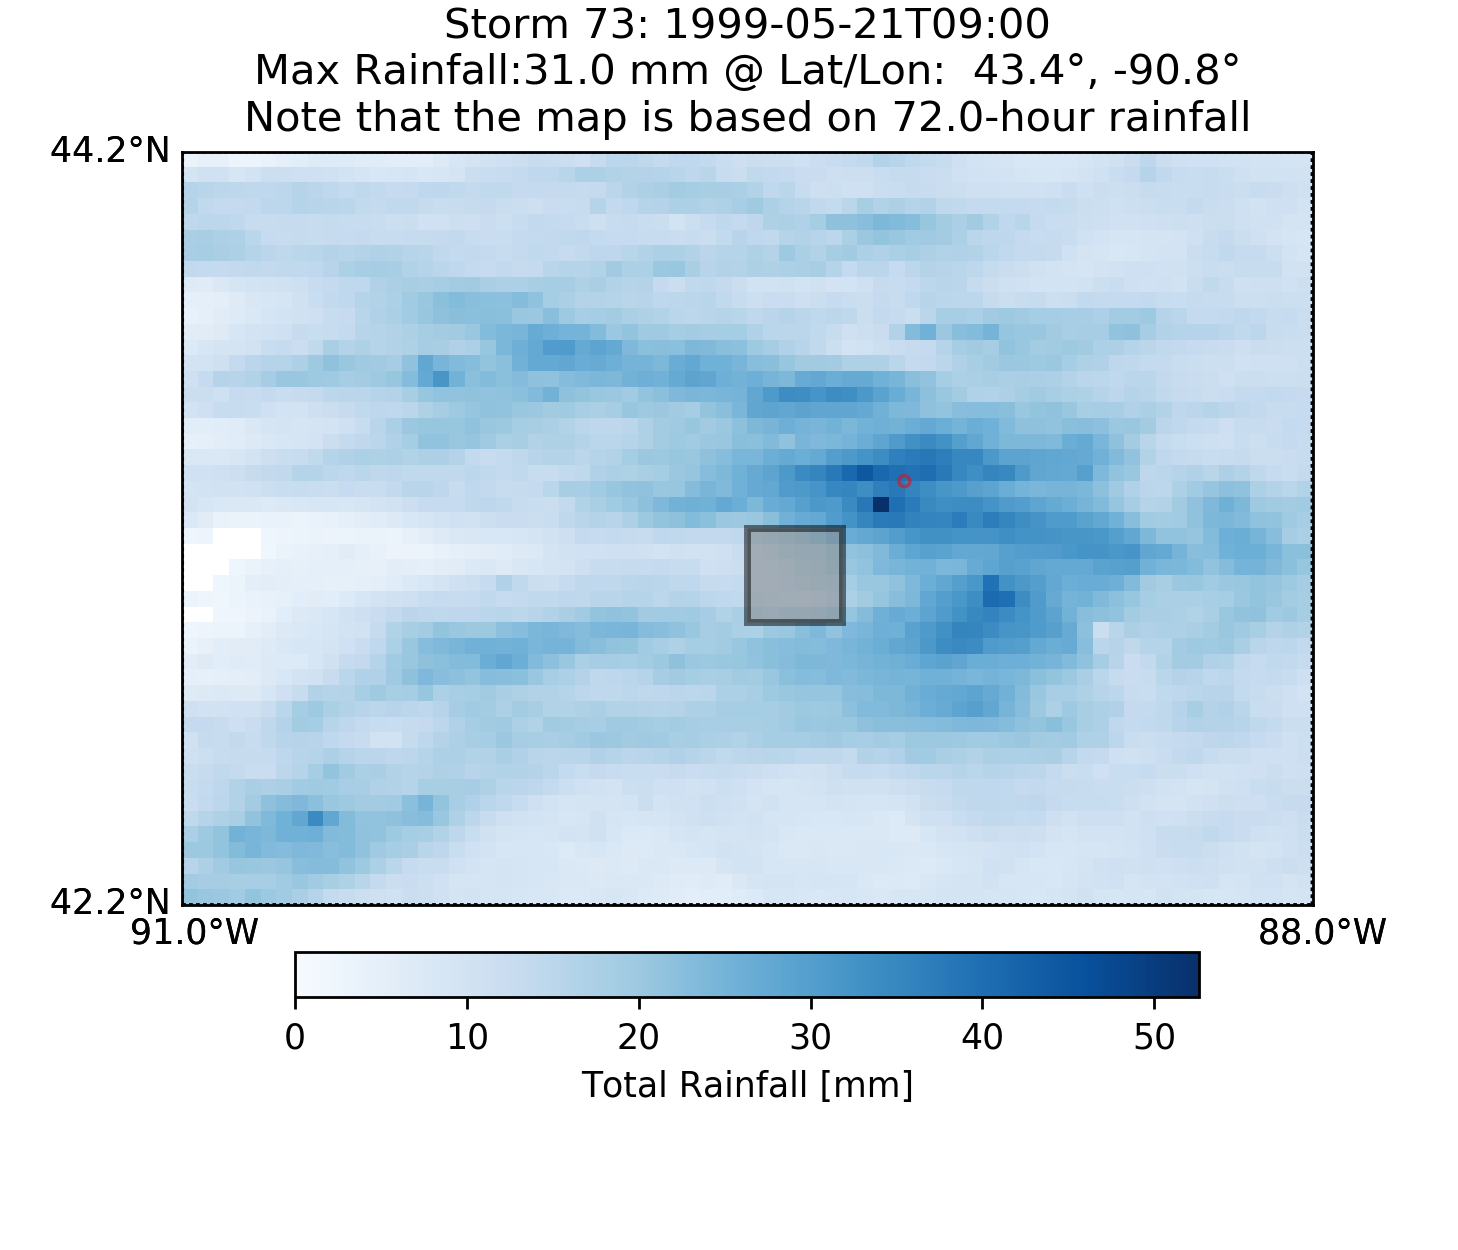 Storm 73: 1999-05-21T09:00
Max Rainfall:31.0 mm @ Lat/Lon:  43.4°, -90.8°
Note that the map is based on 72.0-hour rainfall
44.2°N
42.2°N
91.0°W 88.0°W
0 10 20 30 40 50
Total Rainfall [mm]